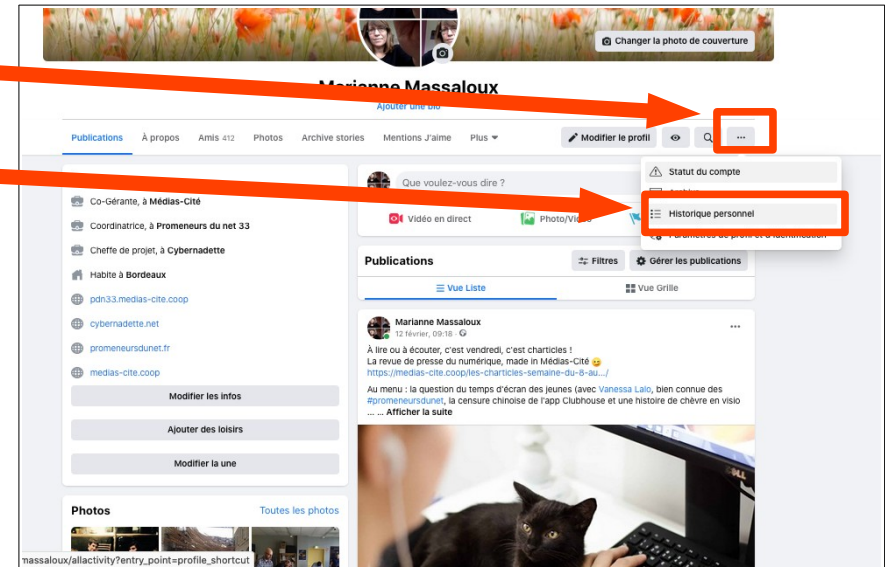 Changer la photo de couverture
Marianne Massaloux
Ajouter une bio
Publications À propos Amis 412 Photos Archive stories Mentions J'aime Plus
Modifier le profil
Statut du compte
Historique personnel
Paramètres de profil et d'identification
Co-Gérante, à Médias-Cité
Coordinatrice, à Promeneurs du net 33
Cheffe de projet, à Cybernadette
Habite à Bordeaux
pdn33.medias-cite.coop
cybernadette.net
promeneursdunet.fr
medias-cite.coop
Modifier les infos
Ajouter des loisirs
Modifier la une
Photos Toutes les photos
massaloux/allactivity?entry_point=profile_shortcut
Que voulez-vous dire ?
Vidéo en direct Photo/Vidéo
Publications Filtres Gérer les publications
Vue Liste Vue Grille
Marianne Massaloux
12 février, 09:18 ·
À lire ou à écouter, c'est vendredi, c'est charticles !
La revue de presse du numérique, made in Médias-Cité 😉
https://medias-cite.coop/les-charticles-semaine-du-8-au.../
Au menu : la question du temps d'écran des jeunes (avec Vanessa Lalo, bien connue des
#promeneursdunet, la censure chinoise de l'app Clubhouse et une histoire de chèvre en visio
... ... Afficher la suite
DELL